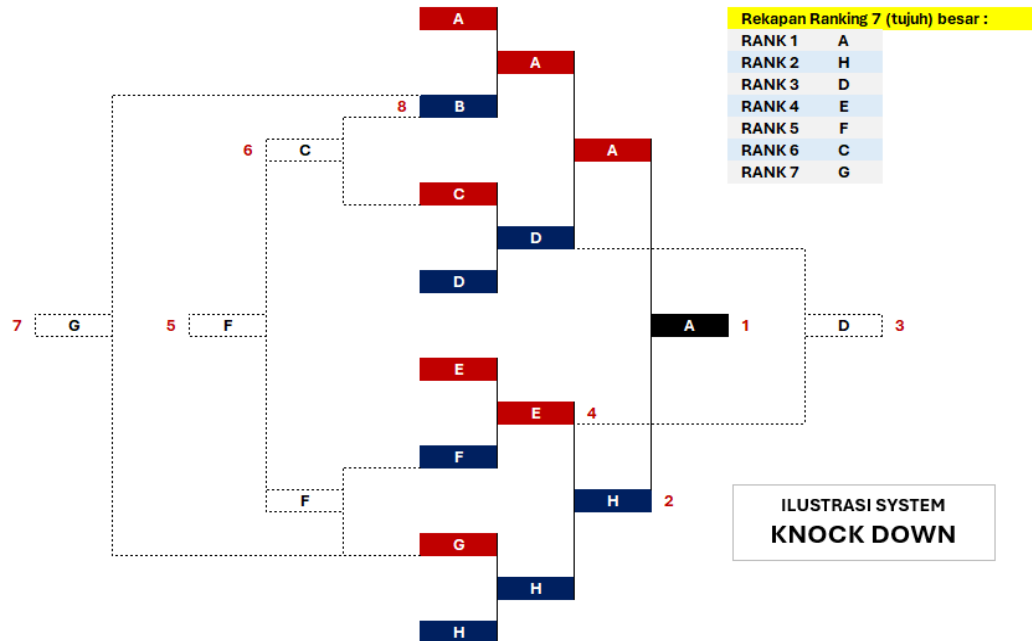 A
Rekapan Ranking 7 (tujuh) besar :
RANK 1 A
RANK 2 H
RANK 3 D
RANK 4 E
RANK 5 F
RANK 6 C
RANK 7 G
A
8 B
6 C
A
C
D
D
7 G
5 F
A 1
D 3
E
E 4
F
F
H 2
G
H
H
ILUSTRASI SYSTEM
KNOCK DOWN